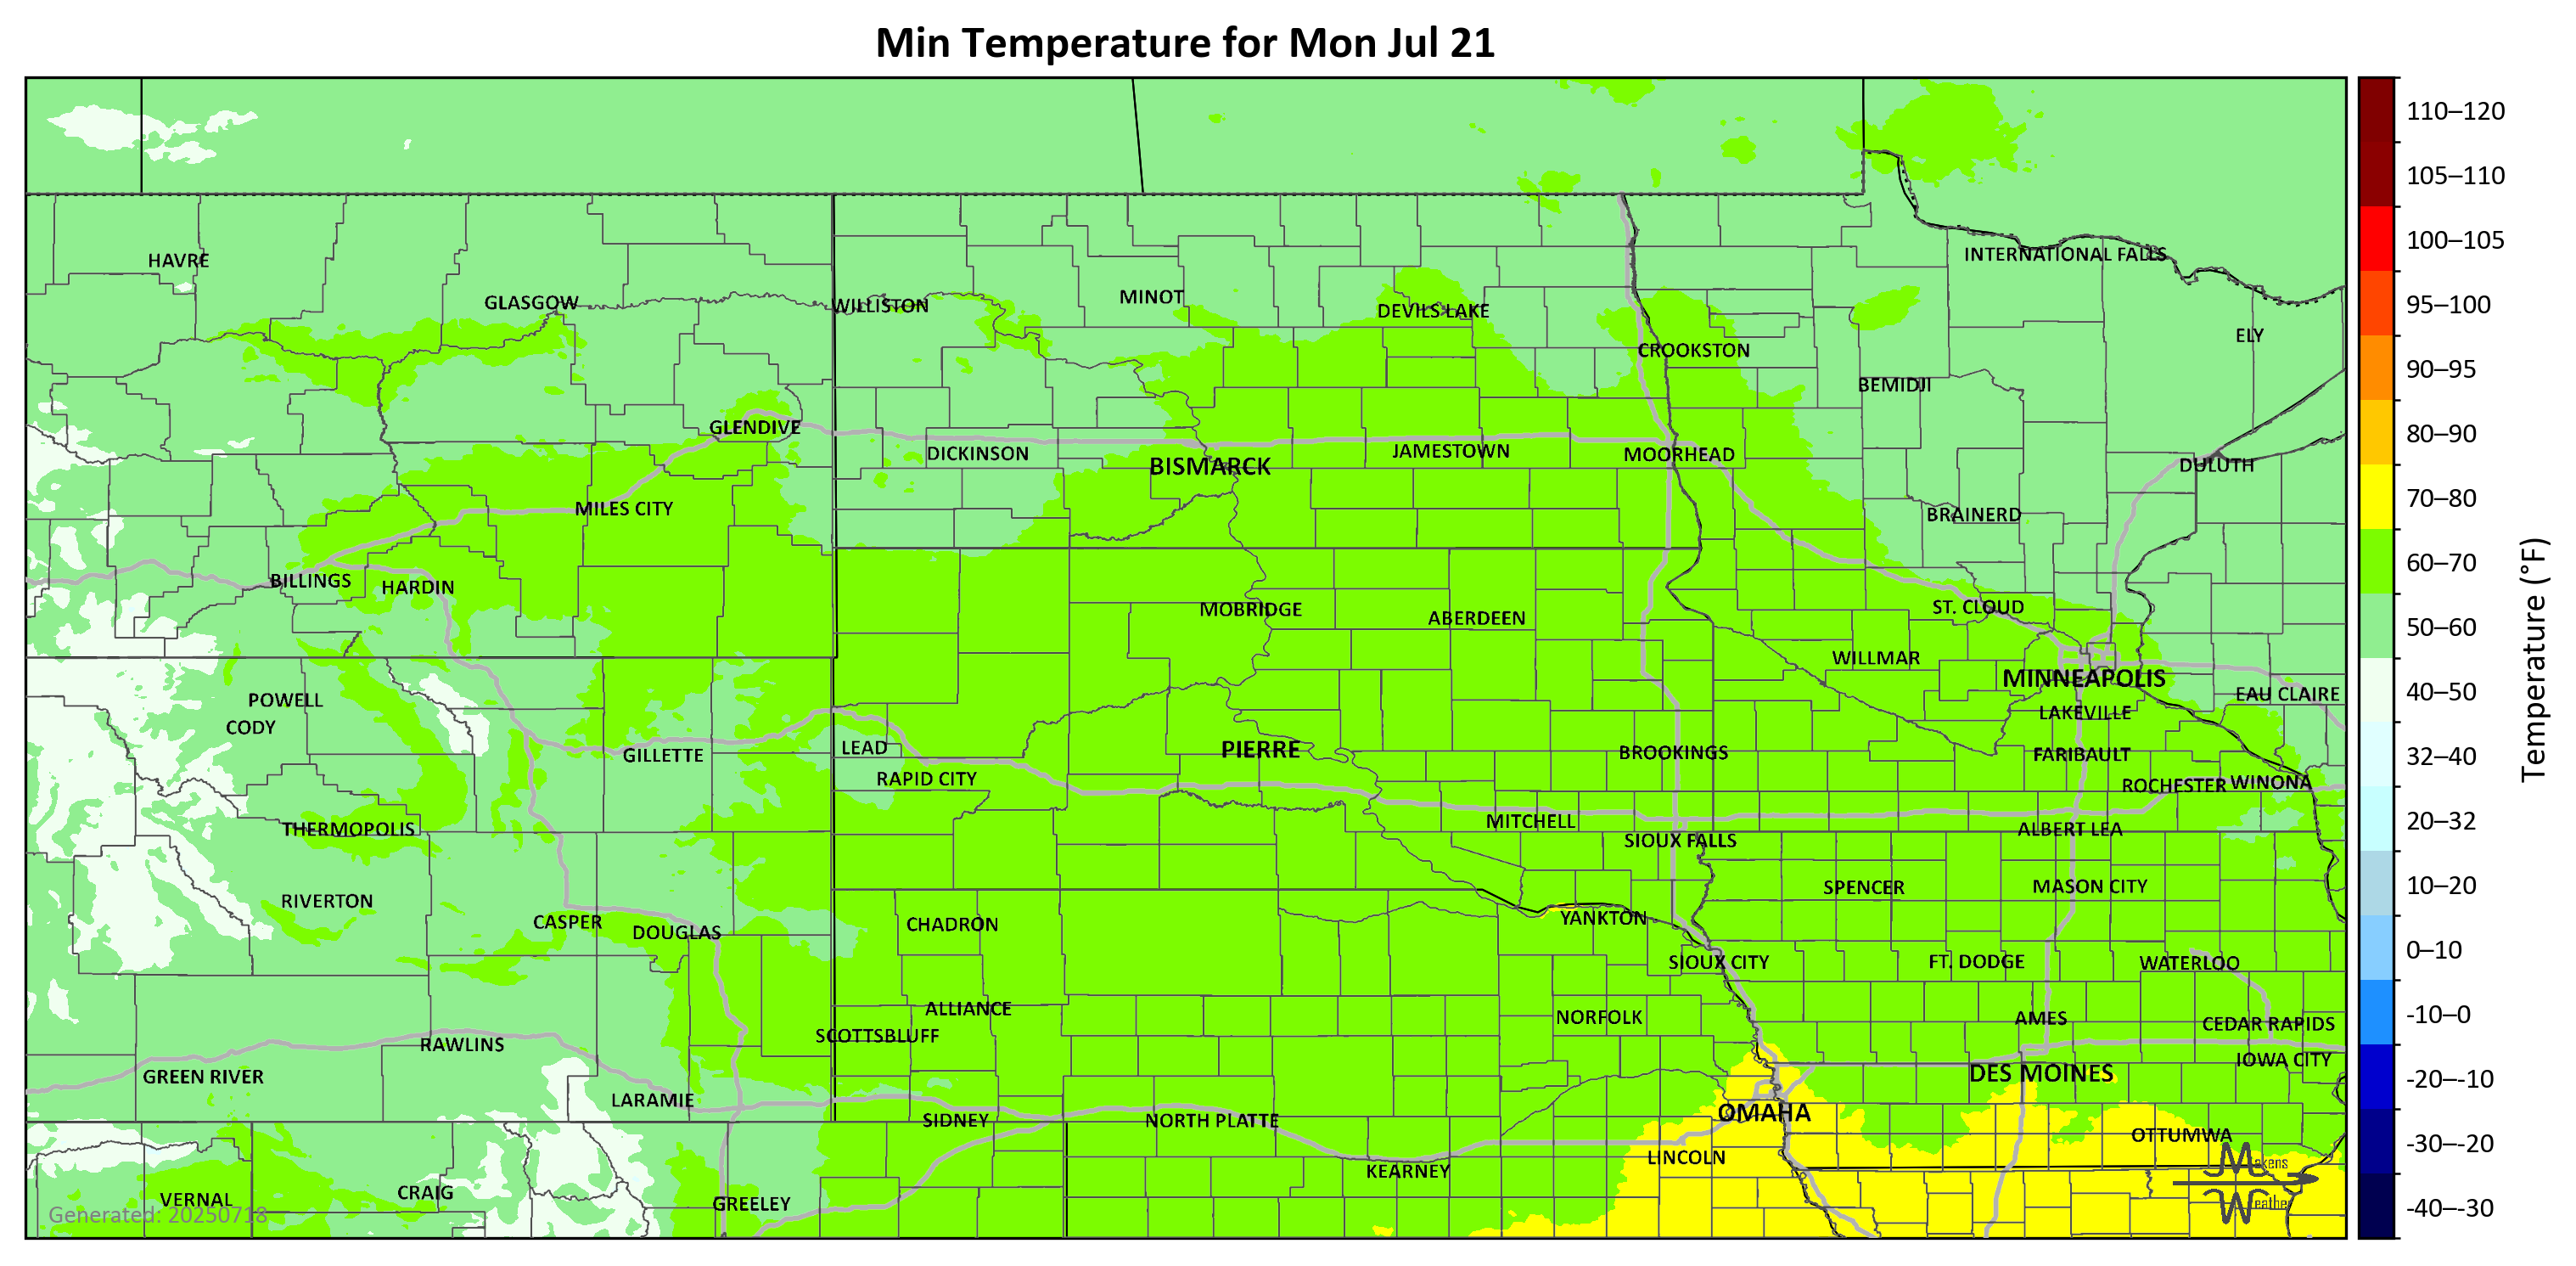 Min Temperature for Mon Jul 21
HAVRE
GLASGOW
WILLISTON
MINOT
DEVILS LAKE
INTERNATIONAL FALLS
ELY
CROOKSTON
BEMIDJI
GLENDIVE
DICKINSON
BISMARCK
JAMESTOWN
MOORHEAD
DULUTH
MILES CITY
BRAINERD
BILLINGS
HARDIN
MOBRIDGE
ABERDEEN
ST. CLOUD
WILLMAR
MINNEAPOLIS
EAU CLAIRE
POWELL
CODY
LAKEVILLE
GILLETTE
LEAD
RAPID CITY
PIERRE
BROOKINGS
FARIBAULT
ROCHESTER
WINONA
THERMOPOLIS
MITCHELL
SIOUX FALLS
ALBERT LEA
RIVERTON
SPENCER
MASON CITY
CASPER
DOUGLAS
CHADRON
YANKTON
SIOUX CITY
FT. DODGE
WATERLOO
ALLIANCE
SCOTTSBLUFF
NORFOLK
AMES
CEDAR RAPIDS
RAWLINS
GREEN RIVER
IOWA CITY
DES MOINES
LARAMIE
SIDNEY
NORTH PLATTE
OMAHA
OTTUMWA
LINCOLN
KEARNEY
VERNAL
CRAIG
GREELEY
Makens
Weather
Generated: 20250718
110–120
105–110
100–105
95–100
90–95
80–90
70–80
60–70
50–60
40–50
32–40
20–32
10–20
0–10
-10–0
-20–-10
-30–-20
-40–-30
Temperature (°F)